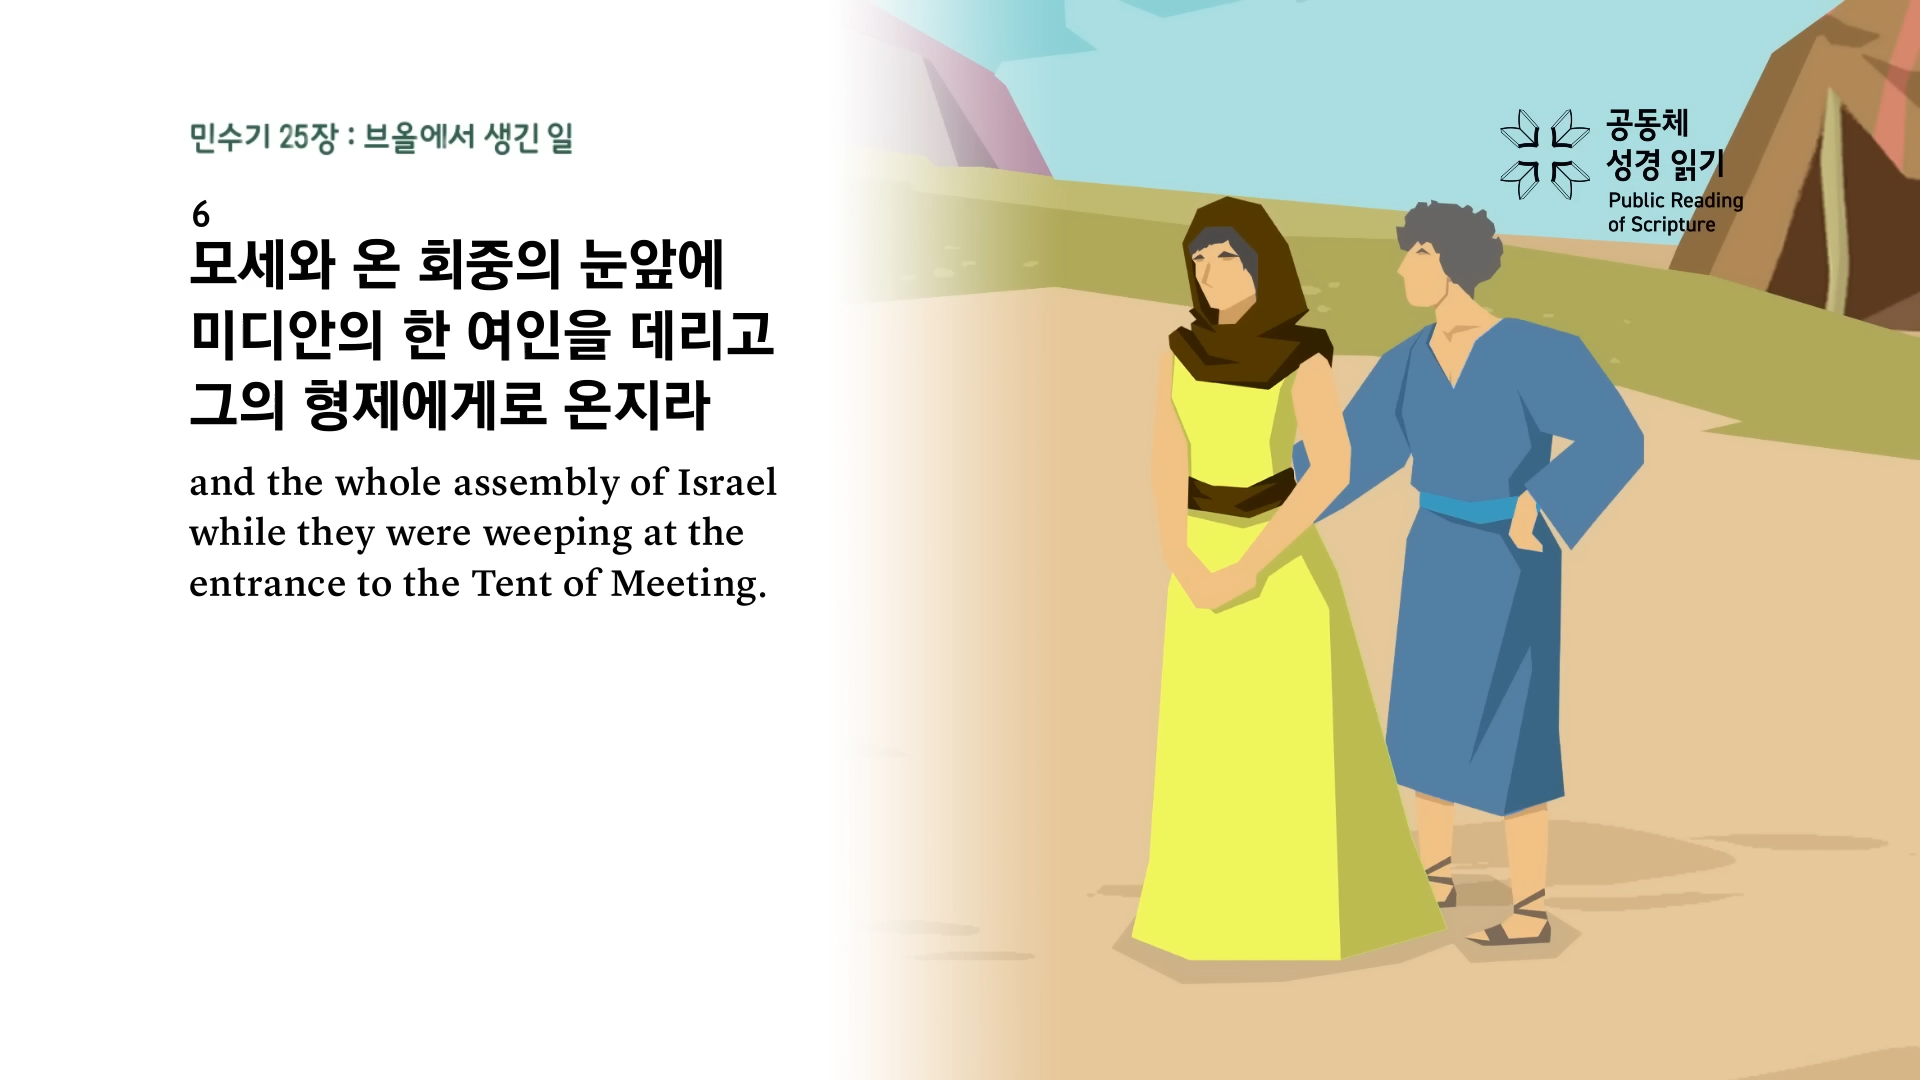 민수기 25장 : 브올에서 생긴 일
6
모세와 온 회중의 눈앞에
미디안의 한 여인을 데리고
그의 형제에게로 온지라
and the whole assembly of Israel
while they were weeping at the
entrance to the Tent of Meeting.
공동체
성경 읽기
Public Reading
of Scripture